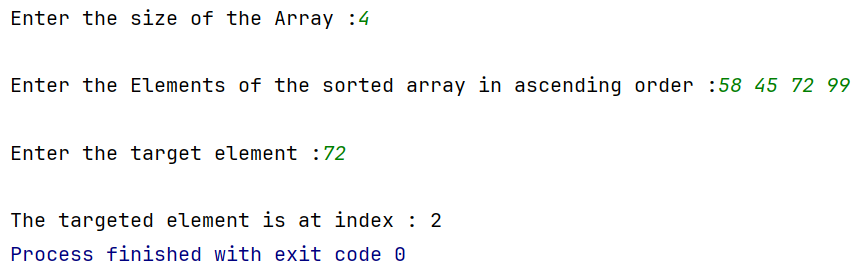 Enter the size of the Array :4
Enter the Elements of the sorted array in ascending order :58 45 72 99
Enter the target element :72
The targeted element is at index : 2
Process finished with exit code 0